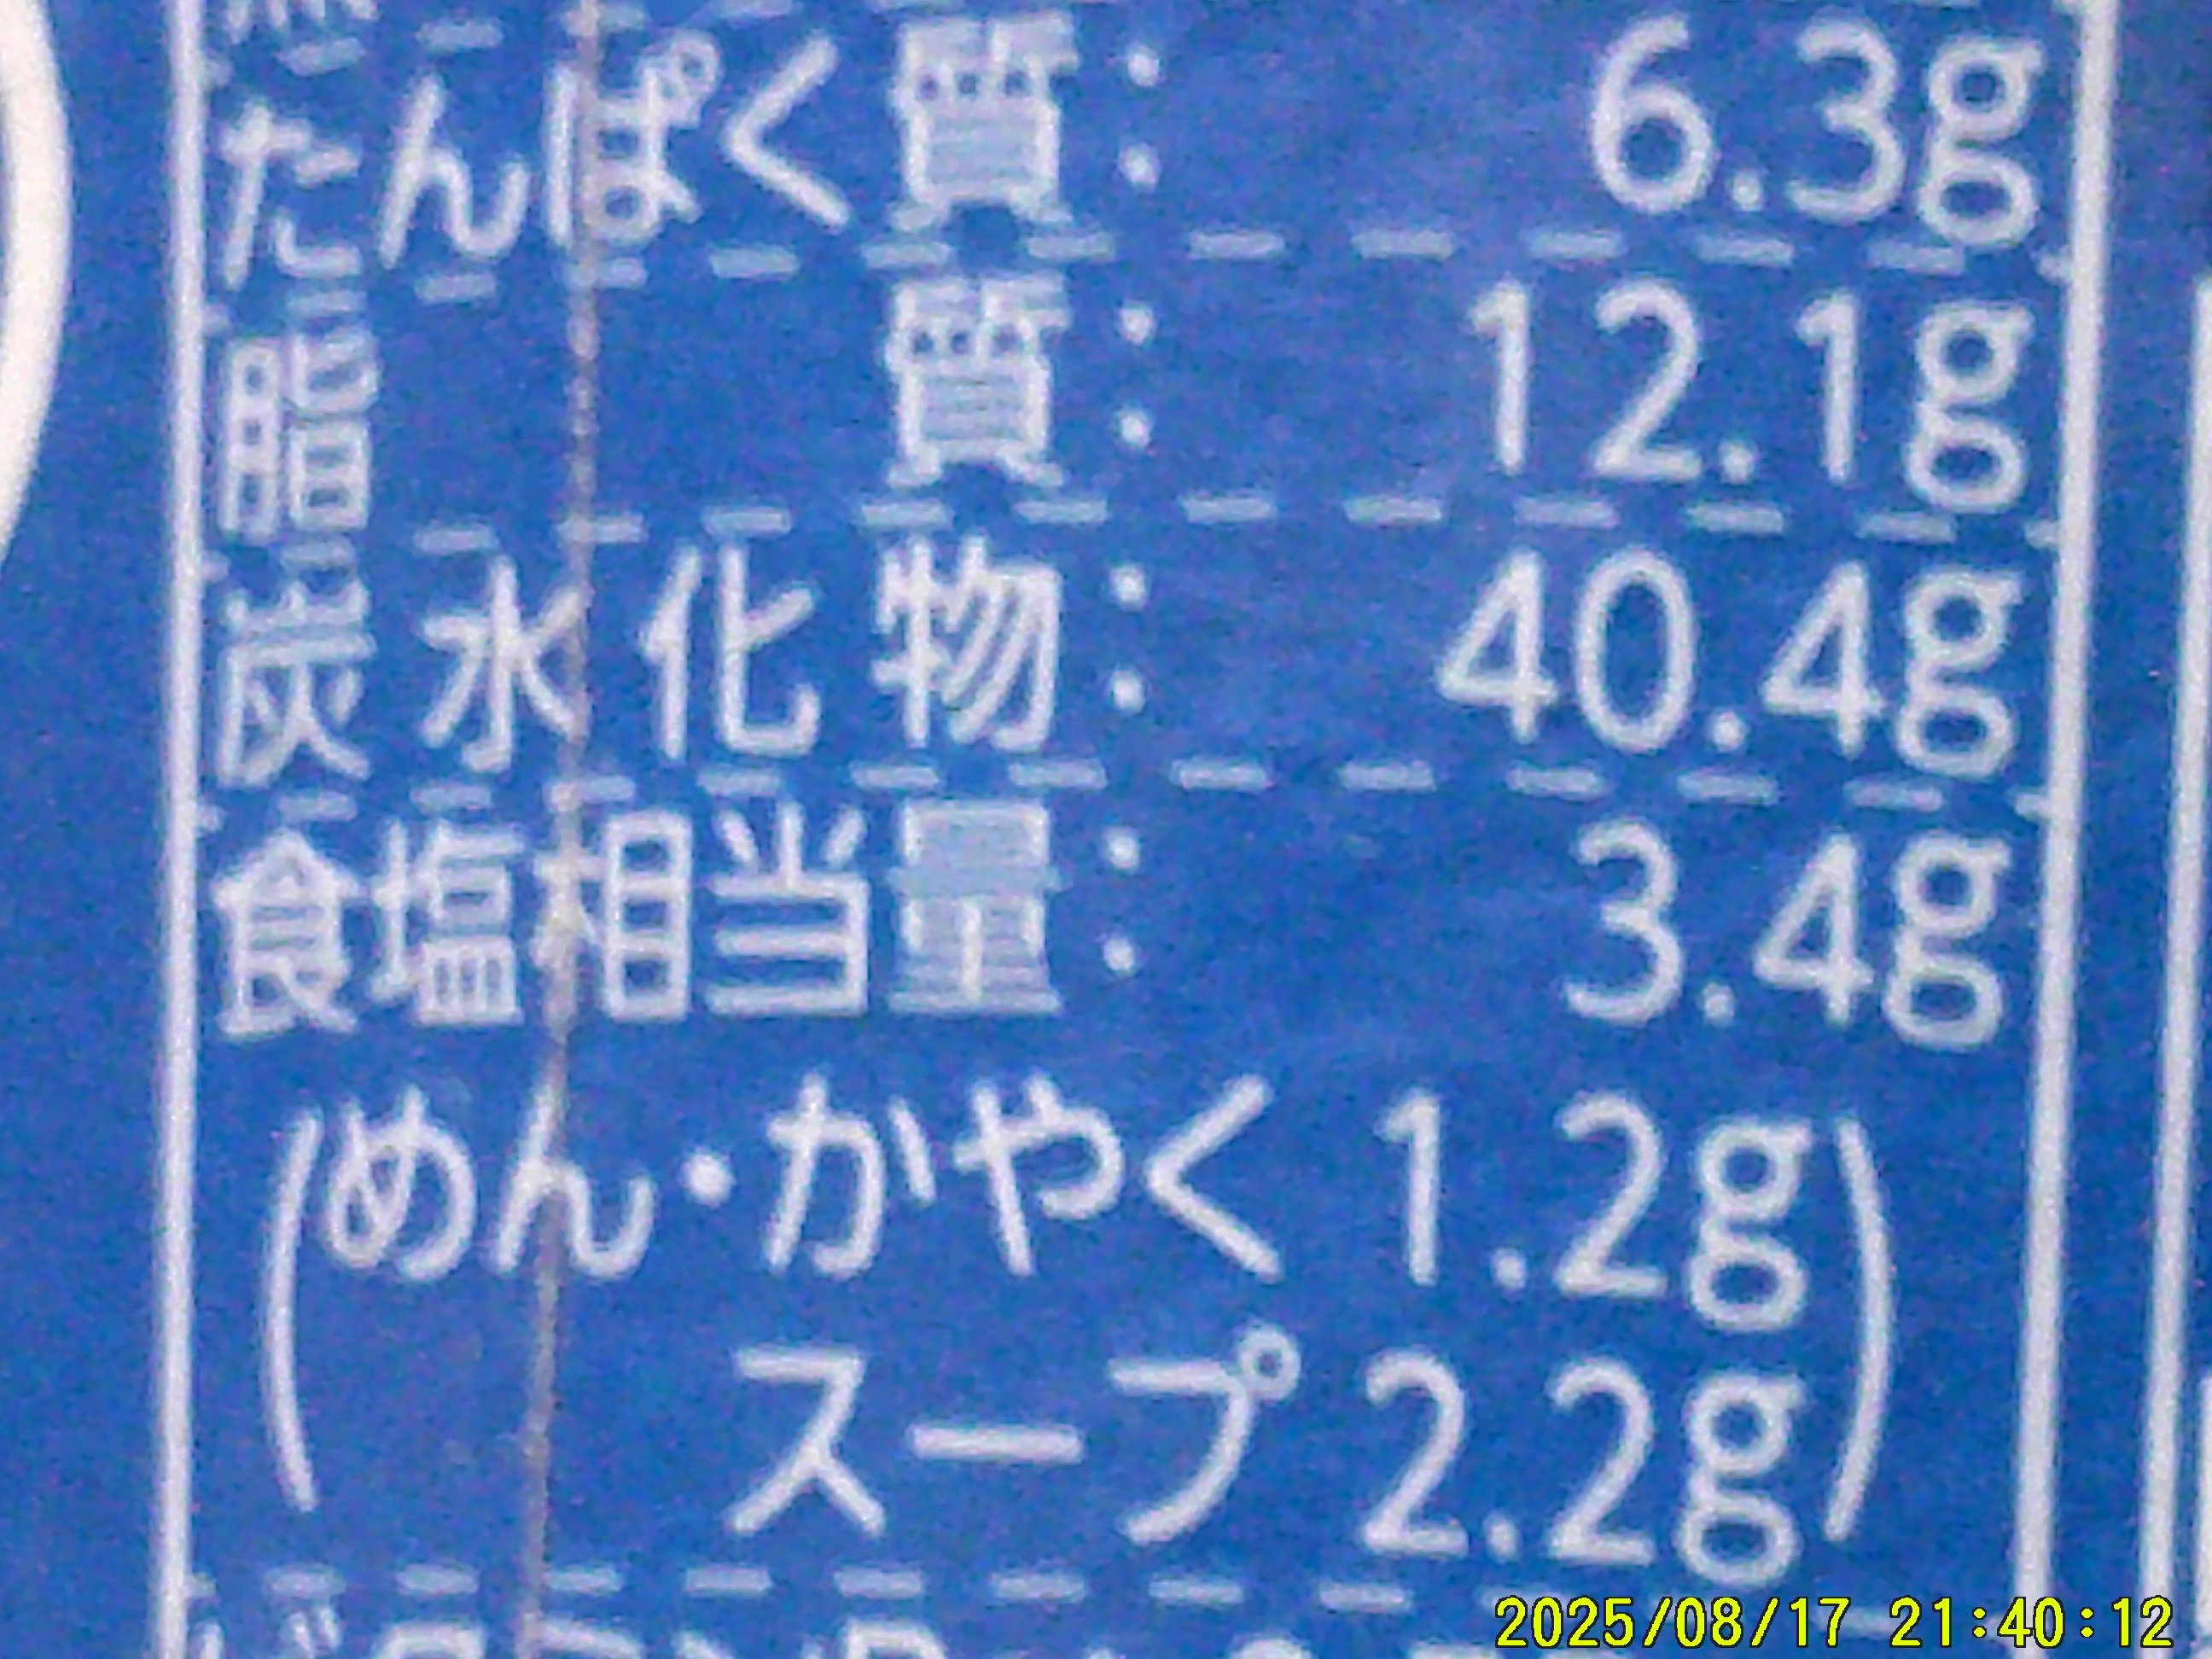 たんぱく質: 6.3g
脂質: 12.1g
炭水化物: 40.4g
食塩相当量: 3.4g
(めん・かやく 1.2g
スープ 2.2g)
2025/08/17 21:40:12